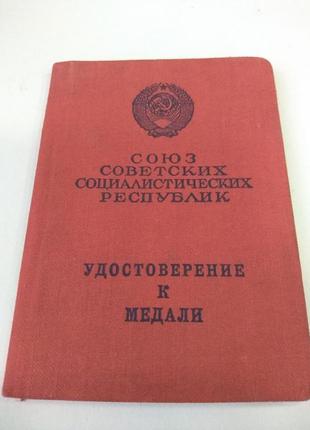 СОЮЗ
СОВЕТСКИХ
СОЦИАЛИСТИЧЕСКИХ
РЕСПУБЛИК
УДОСТОВЕРЕНИЕ
К
МЕДАЛИ